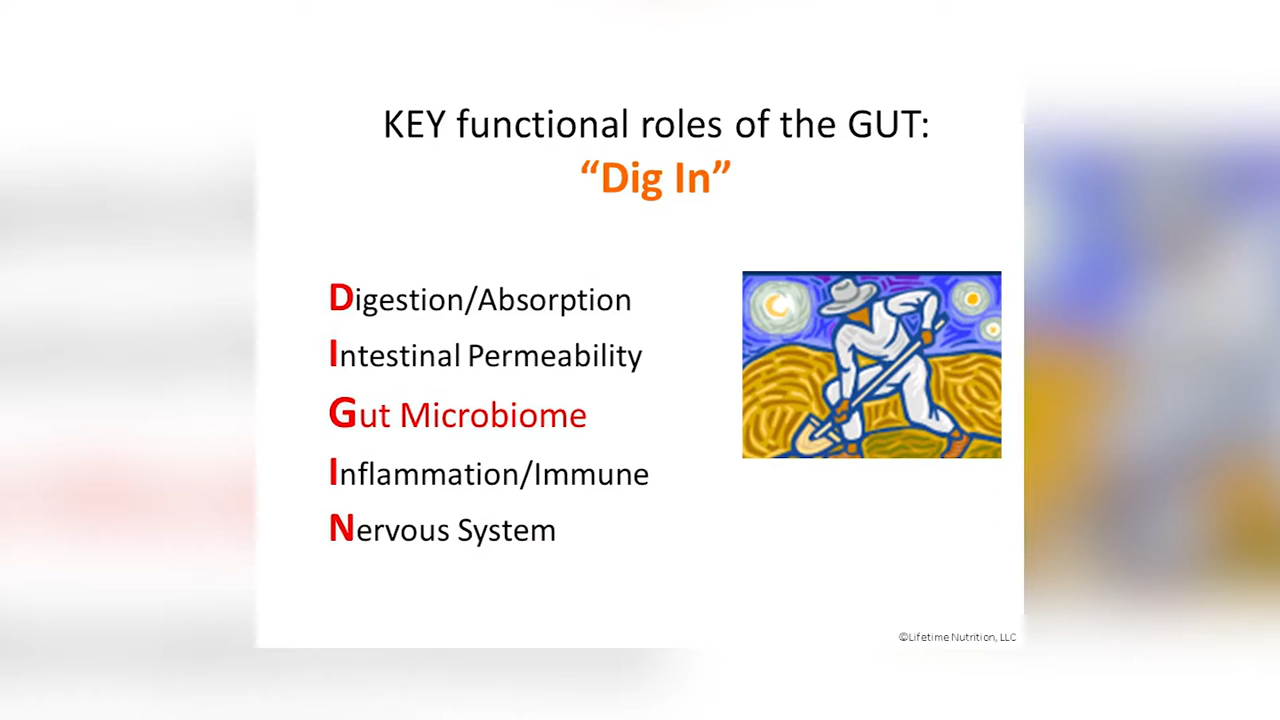 KEY functional roles of the GUT:
“Dig In”
Digestion/Absorption
Intestinal Permeability
Gut Microbiome
Inflammation/Immune
Nervous System
©Lifetime Nutrition, LLC